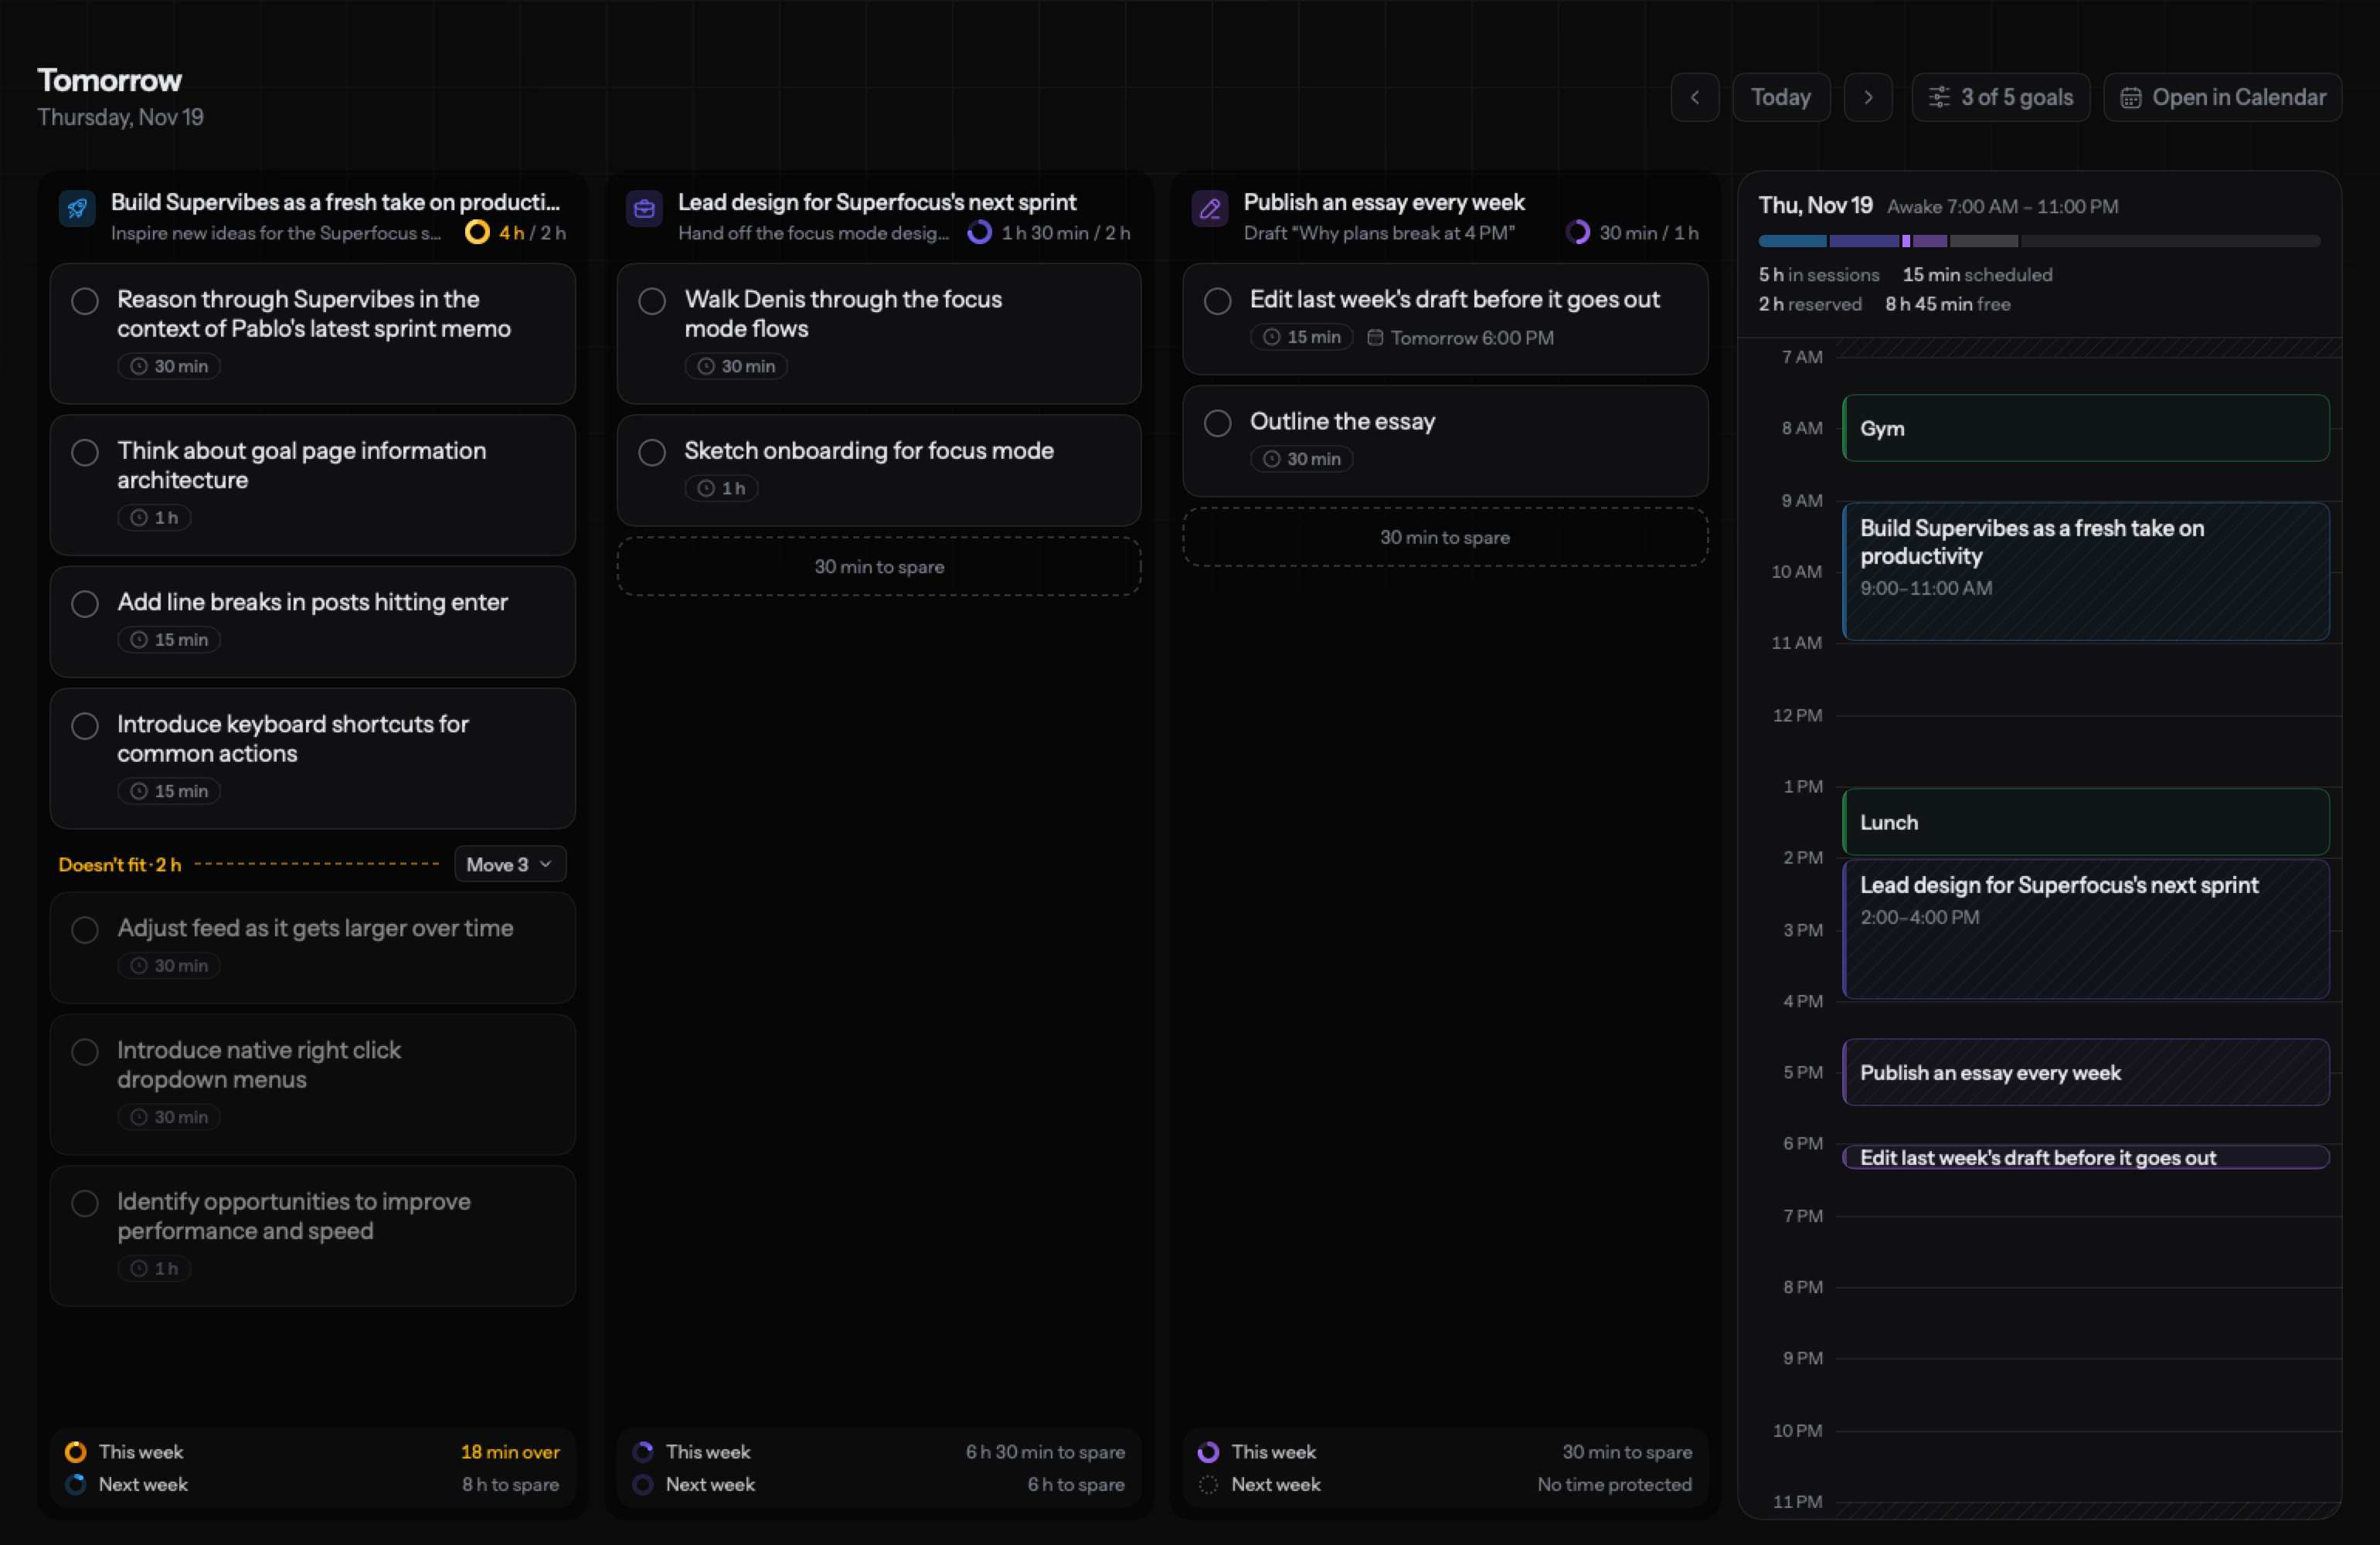 Tomorrow
Thursday, Nov 19
Today
3 of 5 goals
Open in Calendar
Build Supervibes as a fresh take on producti...
Inspire new ideas for the Superfocus s...
4 h / 2 h
Reason through Supervibes in the
context of Pablo's latest sprint memo
30 min
Think about goal page information
architecture
1 h
Add line breaks in posts hitting enter
15 min
Introduce keyboard shortcuts for
common actions
15 min
Doesn't fit · 2 h
Move 3
Adjust feed as it gets larger over time
30 min
Introduce native right click
dropdown menus
30 min
Identify opportunities to improve
performance and speed
1 h
This week
18 min over
Next week
8 h to spare
Lead design for Superfocus's next sprint
Hand off the focus mode desig...
1 h 30 min / 2 h
Walk Denis through the focus
mode flows
30 min
Sketch onboarding for focus mode
1 h
30 min to spare
This week
6 h 30 min to spare
Next week
6 h to spare
Publish an essay every week
Draft “Why plans break at 4 PM”
30 min / 1 h
Edit last week's draft before it goes out
15 min
Tomorrow 6:00 PM
Outline the essay
30 min
30 min to spare
This week
30 min to spare
Next week
No time protected
Thu, Nov 19 Awake 7:00 AM – 11:00 PM
5 h in sessions 15 min scheduled
2 h reserved 8 h 45 min free
7 AM
8 AM
Gym
9 AM
Build Supervibes as a fresh take on
productivity
10 AM
9:00–11:00 AM
11 AM
12 PM
1 PM
Lunch
2 PM
Lead design for Superfocus's next sprint
2:00–4:00 PM
3 PM
4 PM
5 PM
Publish an essay every week
6 PM
Edit last week's draft before it goes out
7 PM
8 PM
9 PM
10 PM
11 PM